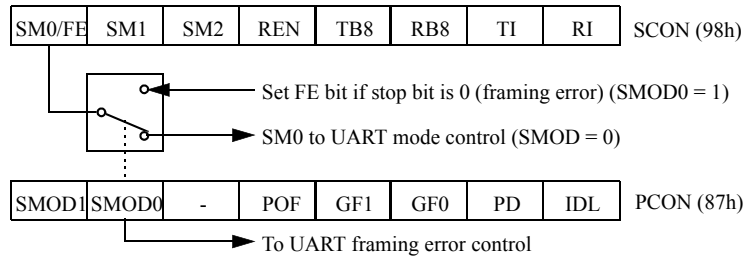 SM0/FE SM1 SM2 REN TB8 RB8 TI RI SCON (98h)
Set FE bit if stop bit is 0 (framing error) (SMOD0 = 1)
SM0 to UART mode control (SMOD = 0)
SMOD1 SMOD0 - POF GF1 GF0 PD IDL PCON (87h)
To UART framing error control